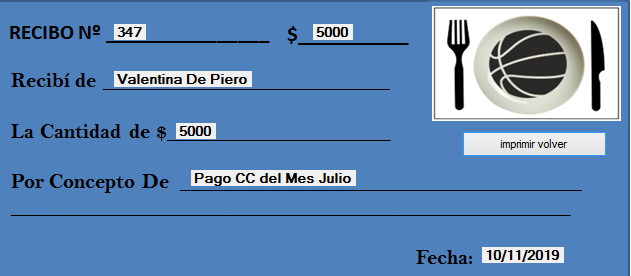 RECIBO Nº 347 $ 5000
Recibí de Valentina De Piero
imprimir volver
La Cantidad de $ 5000
Por Concepto De Pago CC del Mes Julio
Fecha: 10/11/2019